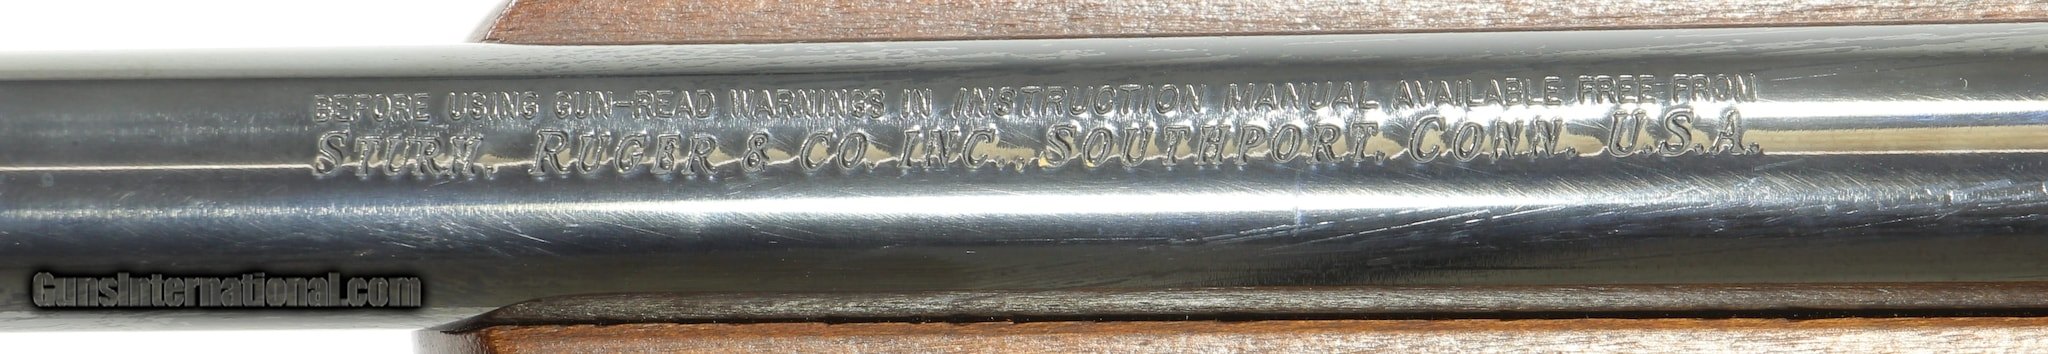 BEFORE USING GUN-READ WARNINGS IN INSTRUCTION MANUAL AVAILABLE FREE FROM
STURM, RUGER & CO. INC., SOUTHPORT, CONN. U.S.A.
GunsInternational.com